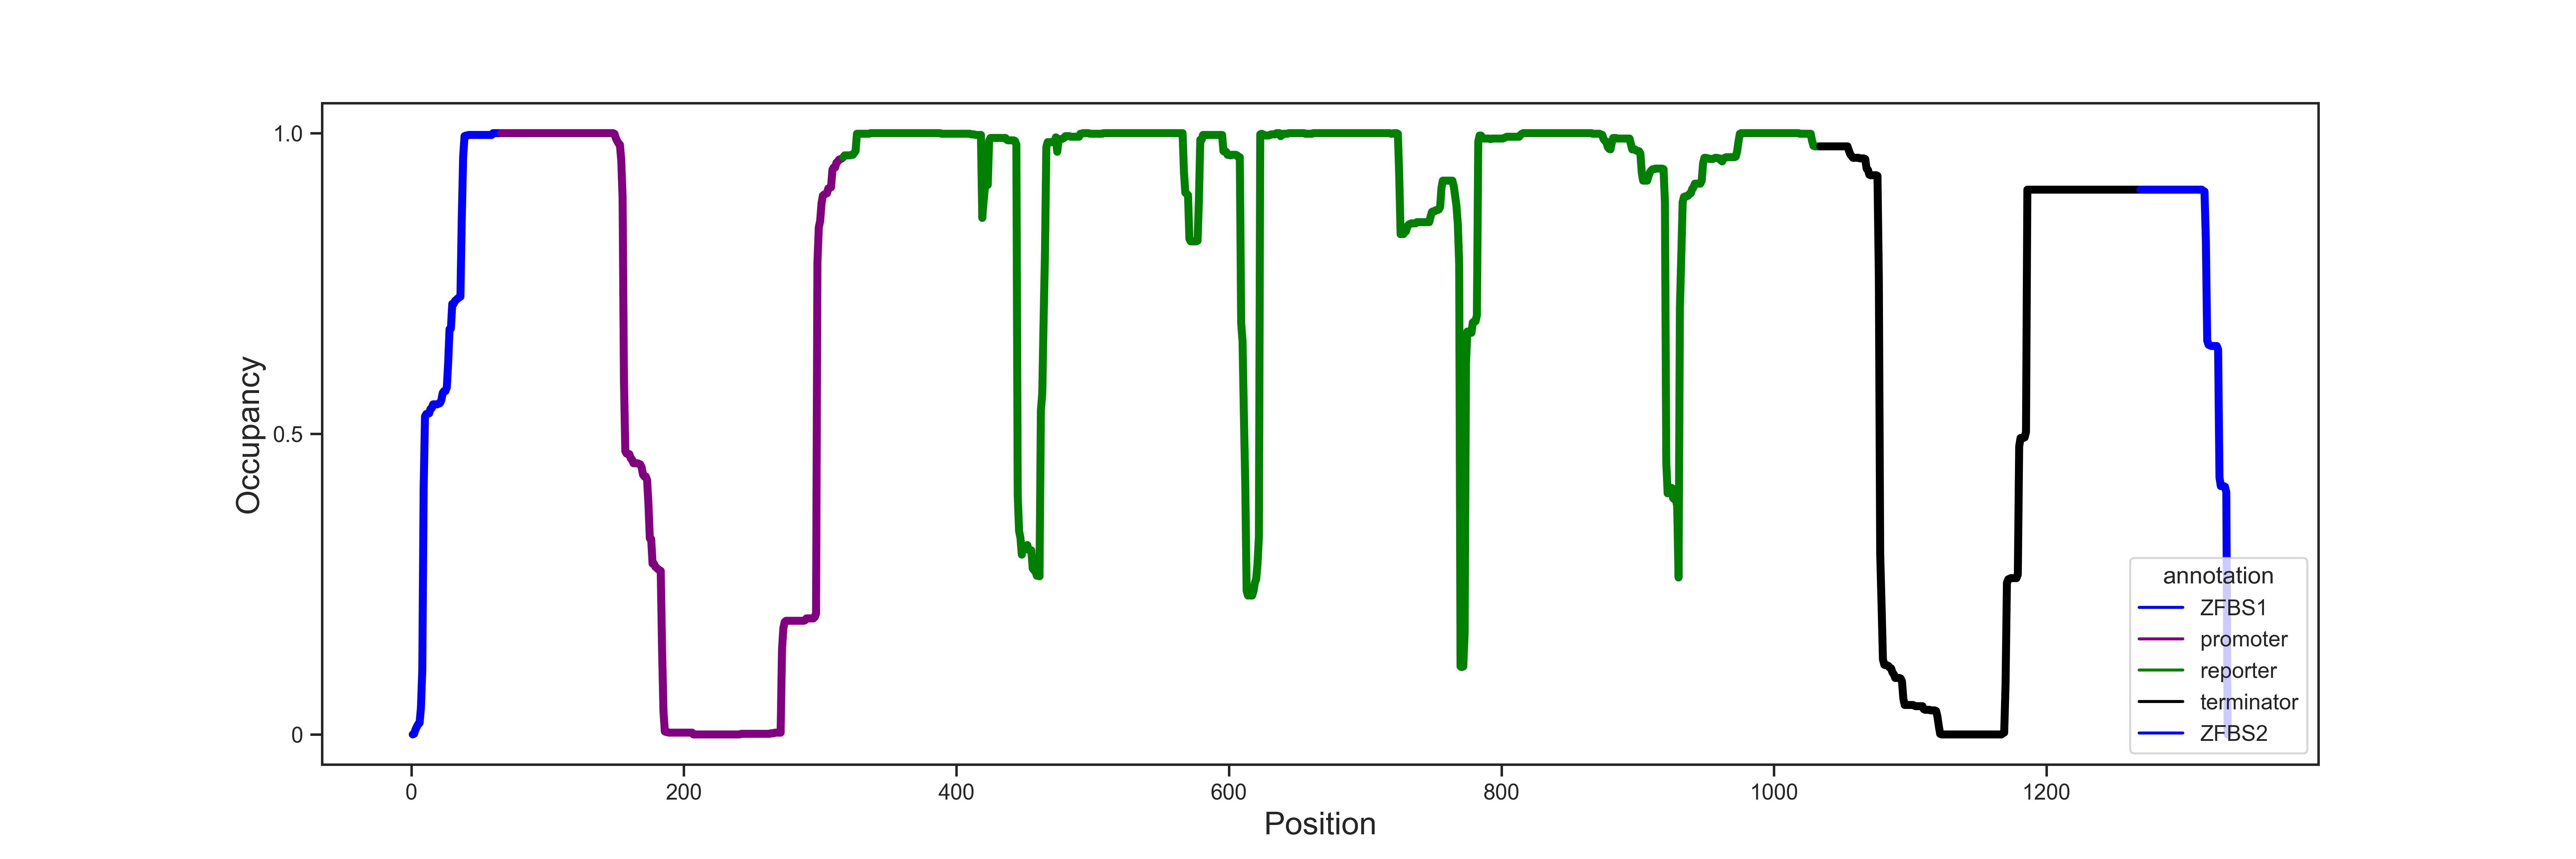 Occupancy
1.0
0.5
0
0 200 400 600 800 1000 1200
Position
annotation
ZFBS1
promoter
reporter
terminator
ZFBS2